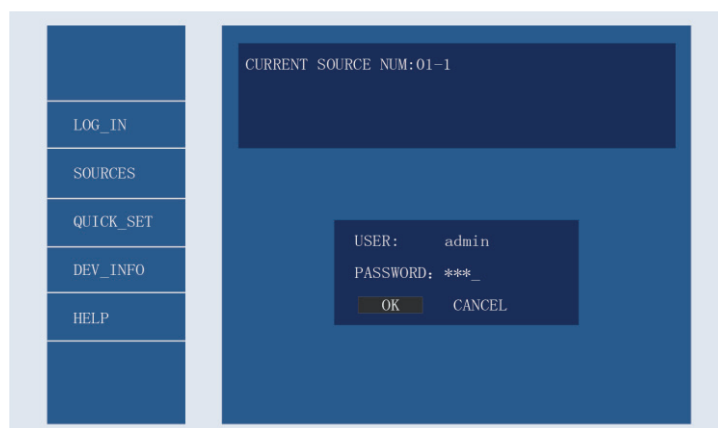 CURRENT SOURCE NUM:01-1
LOG_IN
SOURCES
QUICK_SET
DEV_INFO
HELP
USER: admin
PASSWORD: ***_
OK CANCEL